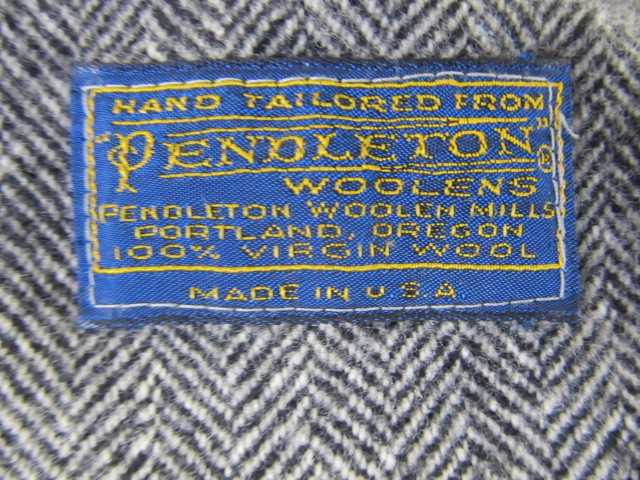 HAND TAILORED FROM
"PENDLETON"®
WOOLENS
PENDLETON WOOLEN MILLS
PORTLAND, OREGON
100% VIRGIN WOOL
MADE IN U.S.A.